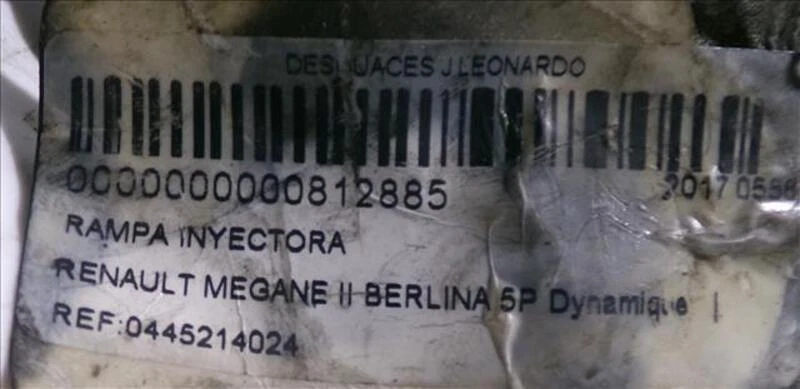 DESGUACES J LEONARDO
0000000000812885 2017 0556
RAMPA INYECTORA
RENAULT MEGANE II BERLINA 5P Dynamique |
REF:0445214024